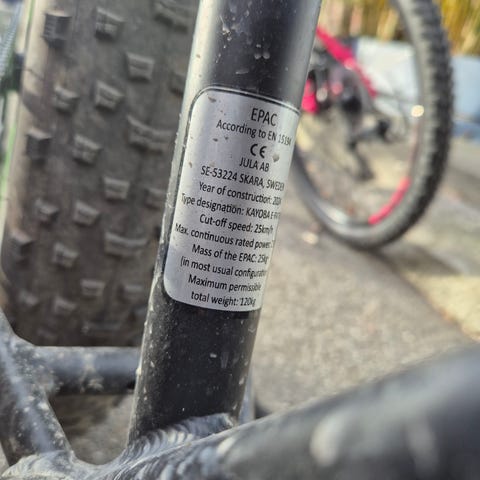 EPAC
According to EN 15194
CE
JULA AB
SE-53224 SKARA, SWEDEN
Year of construction: 2024
Type designation: KAYOBA
Cut-off speed: 25km/h
Max. continuous rated power:
Mass of the EPAC: 25kg
(in most usual configuration
Maximum permissible
total weight: 120kg